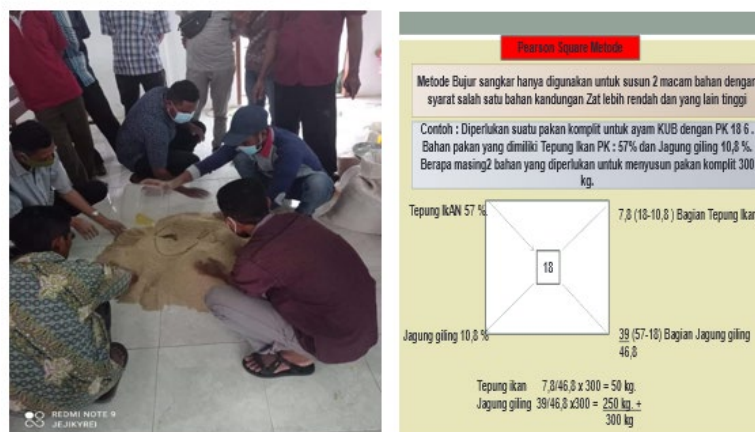 REDMI NOTE 9
JEJIKYREI
Pearson Square Metode
Metode Bujur sangkar hanya digunakan untuk susun 2 macam bahan dengan
syarat salah satu bahan kandungan Zat lebih rendah dan yang lain tinggi
Contoh : Diperlukan suatu pakan komplit untuk ayam KUB dengan PK 18 6 .
Bahan pakan yang dimiliki Tepung Ikan PK : 57% dan Jagung giling 10,8 %.
Berapa masing2 bahan yang diperlukan untuk menyusun pakan komplit 300
kg.
Tepung IkAN 57 %
7,8 (18-10,8 ) Bagian Tepung Ikan
18
Jagung giling 10,8 %
39 (57-18) Bagian Jagung giling
46,8
Tepung ikan 7,8/46,8 x 300 = 50 kg.
Jagung giling 39/46,8 x300 = 250 kg. +
300 kg